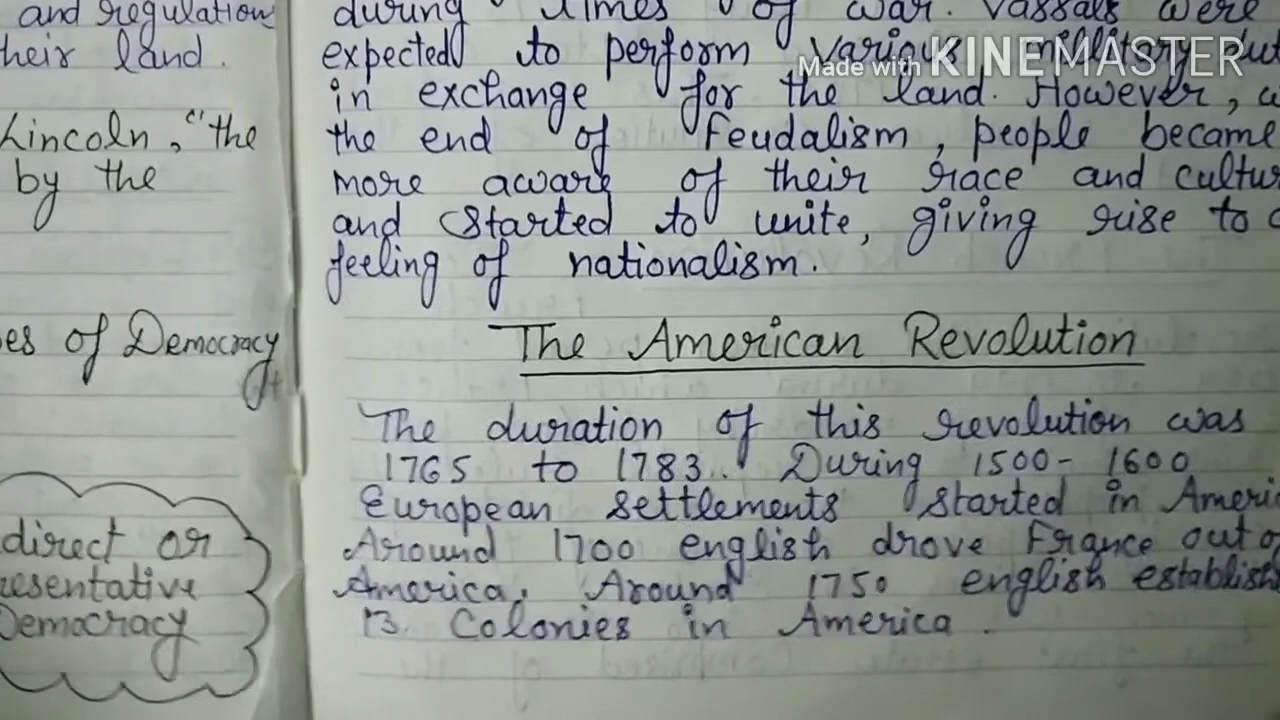 and regulation
heir land.
Lincoln, "the
by the
es of Democracy
direct or
resentative
Democracy
during times of war. Vassals were
expected to perform various millitary dut
in exchange for the land. However, a
the end of feudalism, people became
more aware of their race and cultur
and started to unite, giving rise to a
feeling of nationalism.
The American Revolution
The duration of this revolution was
1765 to 1783. During 1500-1600
European settlements started in Ameri
Around 1700 english drove France out o
America. Around 1750 english establish
13 Colonies in America.
Made with KINEMASTER